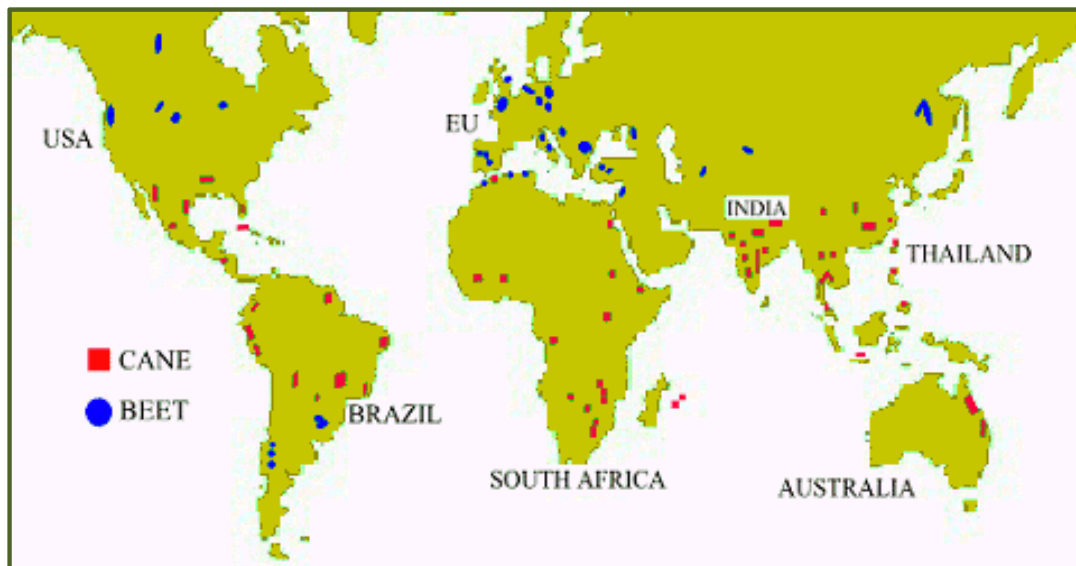 USA
EU
INDIA
THAILAND
CANE
BEET
BRAZIL
SOUTH AFRICA
AUSTRALIA